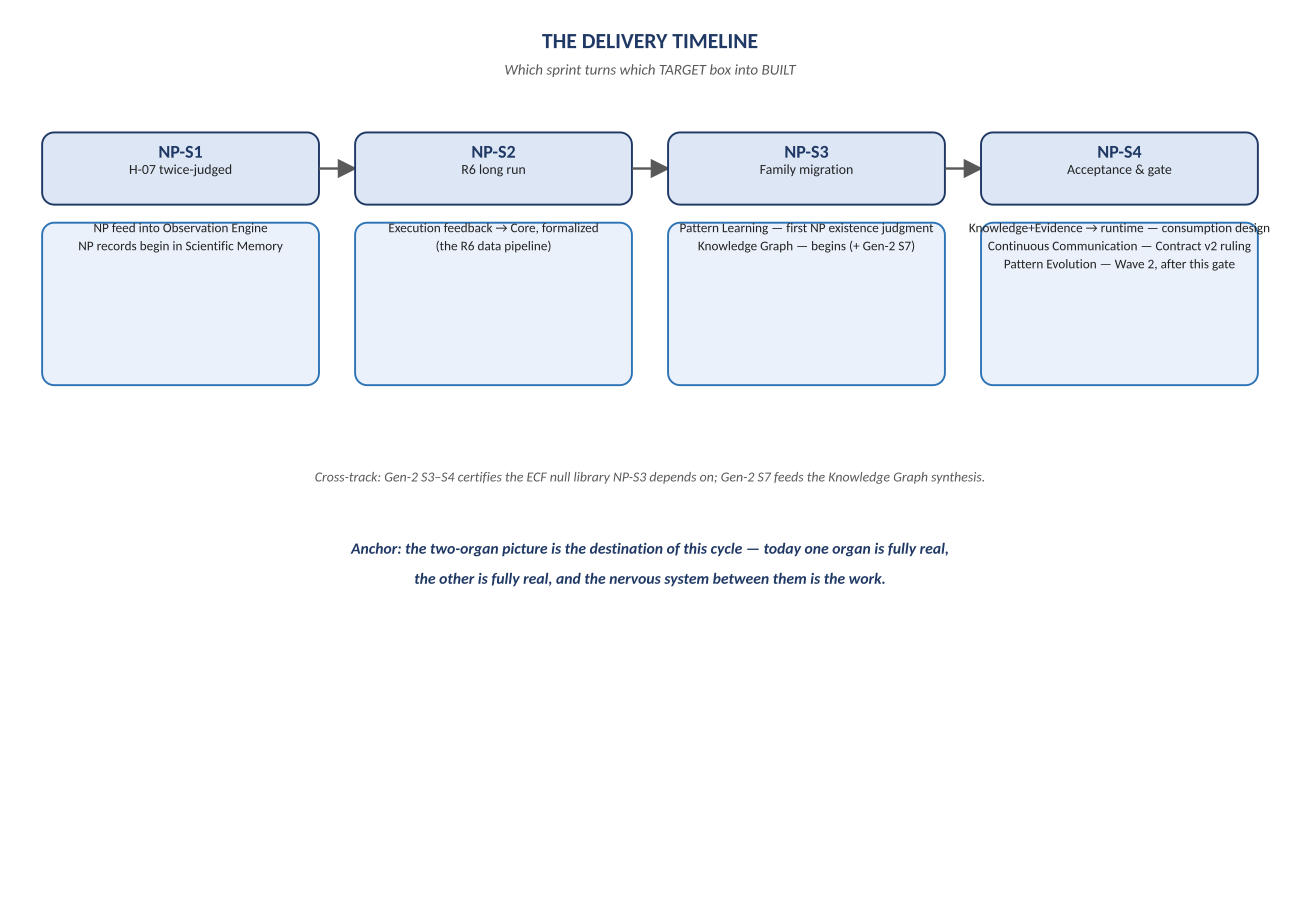 THE DELIVERY TIMELINE
Which sprint turns which TARGET box into BUILT
NP-S1
H-07 twice-judged
NP-S2
R6 long run
NP-S3
Family migration
NP-S4
Acceptance & gate
NP feed into Observation Engine
NP records begin in Scientific Memory
Execution feedback → Core, formalized
(the R6 data pipeline)
Pattern Learning — first NP existence judgment
Knowledge Graph — begins (+ Gen-2 S7)
Knowledge+Evidence → runtime — consumption design
Continuous Communication — Contract v2 ruling
Pattern Evolution — Wave 2, after this gate
Cross-track: Gen-2 S3–S4 certifies the ECF null library NP-S3 depends on; Gen-2 S7 feeds the Knowledge Graph synthesis.
Anchor: the two-organ picture is the destination of this cycle — today one organ is fully real,
the other is fully real, and the nervous system between them is the work.